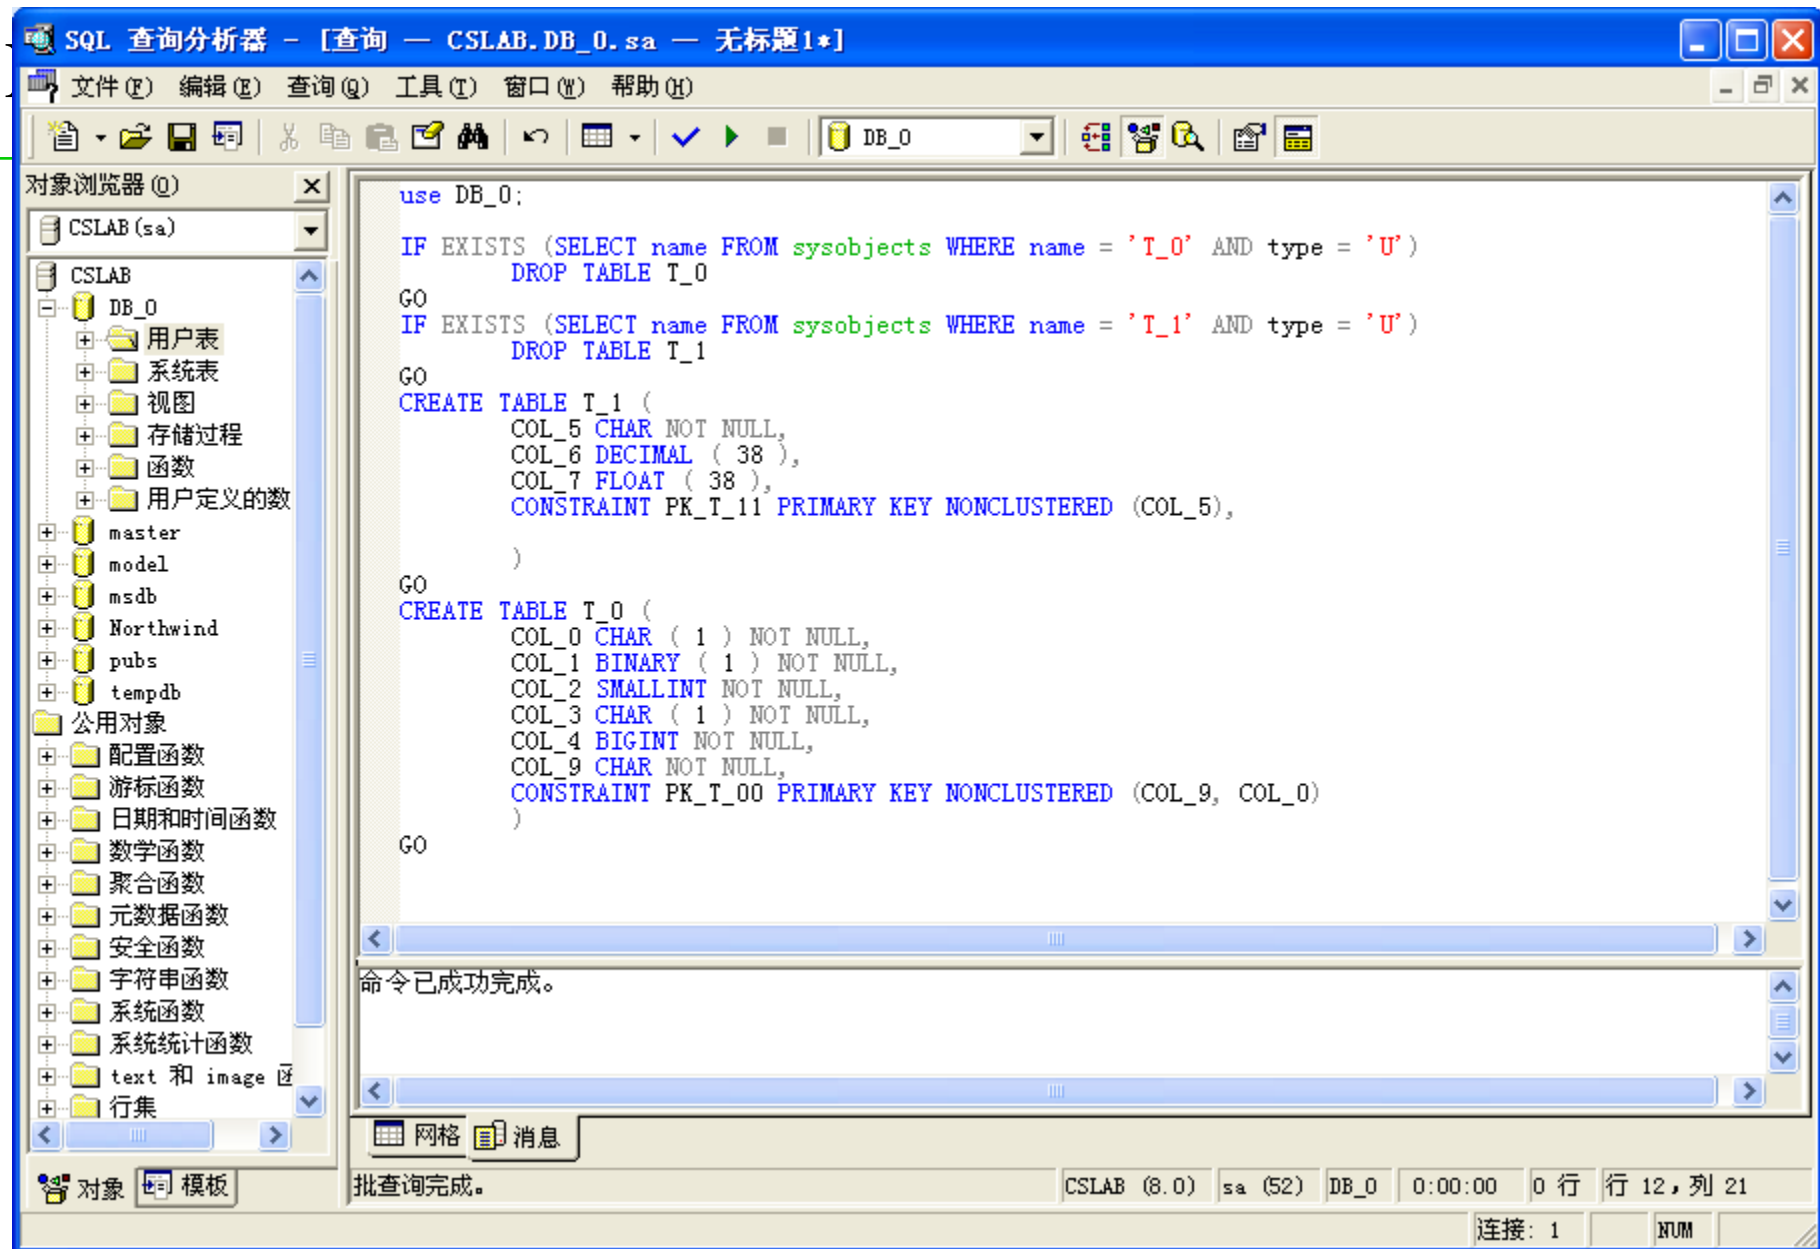 SQL 查询分析器 - [查询 — CSLAB.DB_0.sa — 无标题1*]
文件(F) 编辑(E) 查询(Q) 工具(T) 窗口(W) 帮助(H)
DB_0
对象浏览器(O)
CSLAB(sa)
CSLAB
DB_0
用户表
系统表
视图
存储过程
函数
用户定义的数
master
model
msdb
Northwind
pubs
tempdb
公用对象
配置函数
游标函数
日期和时间函数
数学函数
聚合函数
元数据函数
安全函数
字符串函数
系统函数
系统统计函数
text 和 image 函
行集
对象 模板
use DB_0;
IF EXISTS (SELECT name FROM sysobjects WHERE name = 'T_0' AND type = 'U')
DROP TABLE T_0
GO
IF EXISTS (SELECT name FROM sysobjects WHERE name = 'T_1' AND type = 'U')
DROP TABLE T_1
GO
CREATE TABLE T_1 (
COL_5 CHAR NOT NULL,
COL_6 DECIMAL ( 38 ),
COL_7 FLOAT ( 38 ),
CONSTRAINT PK_T_11 PRIMARY KEY NONCLUSTERED (COL_5),
)
GO
CREATE TABLE T_0 (
COL_0 CHAR ( 1 ) NOT NULL,
COL_1 BINARY ( 1 ) NOT NULL,
COL_2 SMALLINT NOT NULL,
COL_3 CHAR ( 1 ) NOT NULL,
COL_4 BIGINT NOT NULL,
COL_9 CHAR NOT NULL,
CONSTRAINT PK_T_00 PRIMARY KEY NONCLUSTERED (COL_9, COL_0)
)
GO
命令已成功完成。
网格 消息
批查询完成。 CSLAB (8.0) sa (52) DB_0 0:00:00 0 行 行 12，列 21
连接: 1 NUM